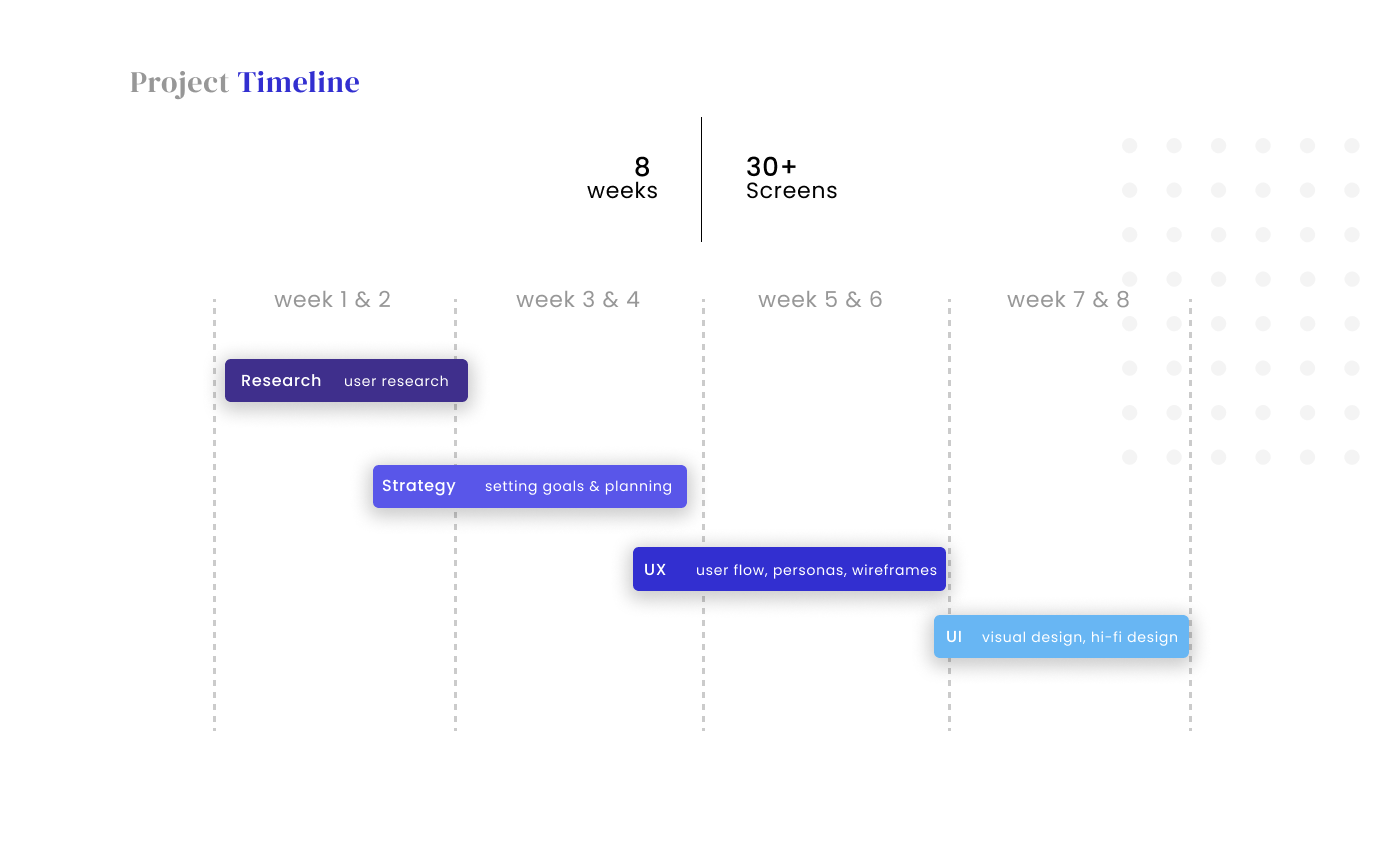 Project Timeline
8
weeks
30+
Screens
week 1 & 2
week 3 & 4
week 5 & 6
week 7 & 8
Research user research
Strategy setting goals & planning
UX user flow, personas, wireframes
UI visual design, hi-fi design